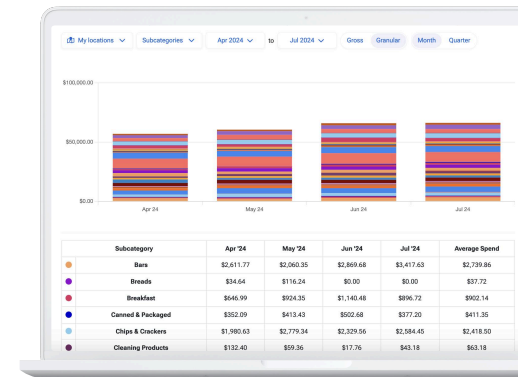 My locations Subcategories Apr 2024 to Jul 2024 Gross Granular Month Quarter
$100,000.00
$50,000.00
$0.00
Apr 24 May 24 Jun 24 Jul 24
Subcategory Apr '24 May '24 Jun '24 Jul '24 Average Spend
Bars $2,611.77 $2,060.35 $2,869.68 $3,417.63 $2,739.86
Breads $34.64 $116.24 $0.00 $0.00 $37.72
Breakfast $646.99 $924.35 $1,140.48 $896.72 $902.14
Canned & Packaged $352.09 $413.43 $502.68 $377.20 $411.35
Chips & Crackers $1,980.63 $2,779.34 $2,329.56 $2,584.45 $2,418.50
Cleaning Products $132.40 $59.36 $17.76 $43.18 $63.18